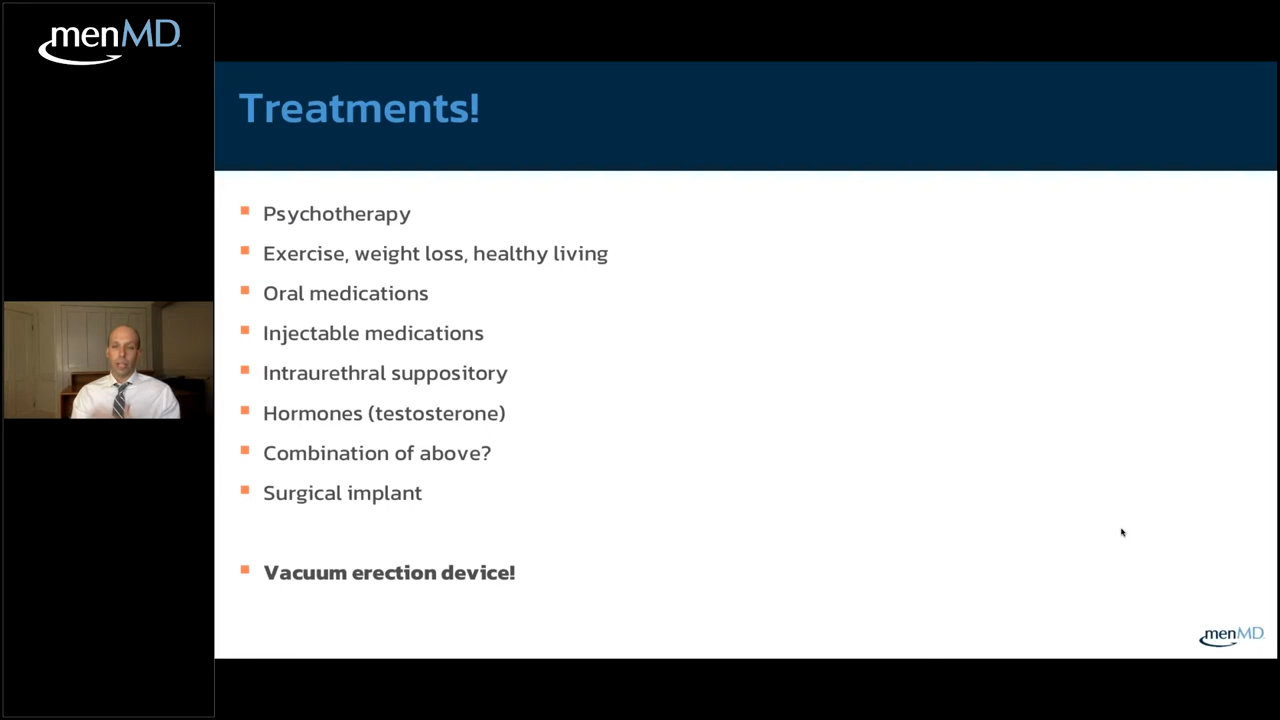 menMD
Treatments!
Psychotherapy
Exercise, weight loss, healthy living
Oral medications
Injectable medications
Intraurethral suppository
Hormones (testosterone)
Combination of above?
Surgical implant
Vacuum erection device!
menMD